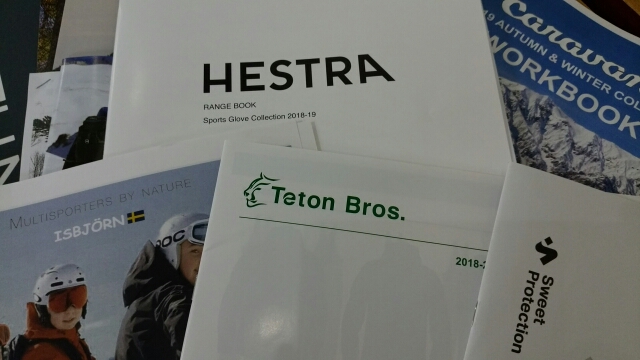 HESTRA
RANGE BOOK
Sports Glove Collection 2018-19
caravan
AUTUMN & WINTER COL
WORKBOOK
MULTISPORTERS BY NATURE
ISBJÖRN
POC
Teton Bros.
2018-2
Sweet
Protection